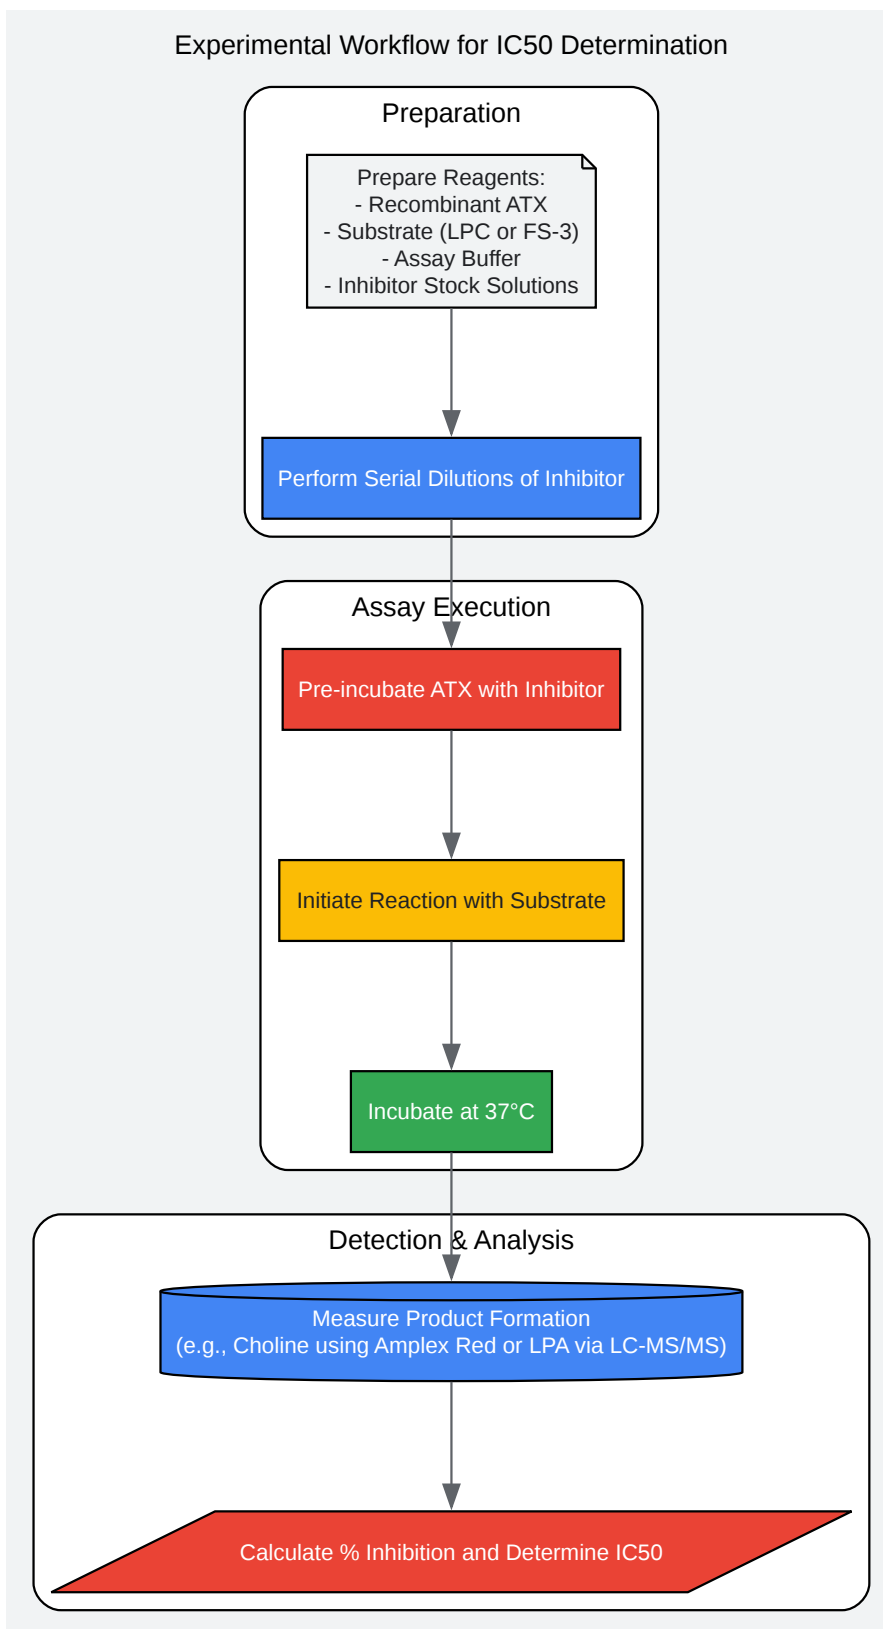 Experimental Workflow for IC50 Determination
Preparation
Prepare Reagents:
- Recombinant ATX
- Substrate (LPC or FS-3)
- Assay Buffer
- Inhibitor Stock Solutions
Perform Serial Dilutions of Inhibitor
Assay Execution
Pre-incubate ATX with Inhibitor
Initiate Reaction with Substrate
Incubate at 37°C
Detection & Analysis
Measure Product Formation
(e.g., Choline using Amplex Red or LPA via LC-MS/MS)
Calculate % Inhibition and Determine IC50